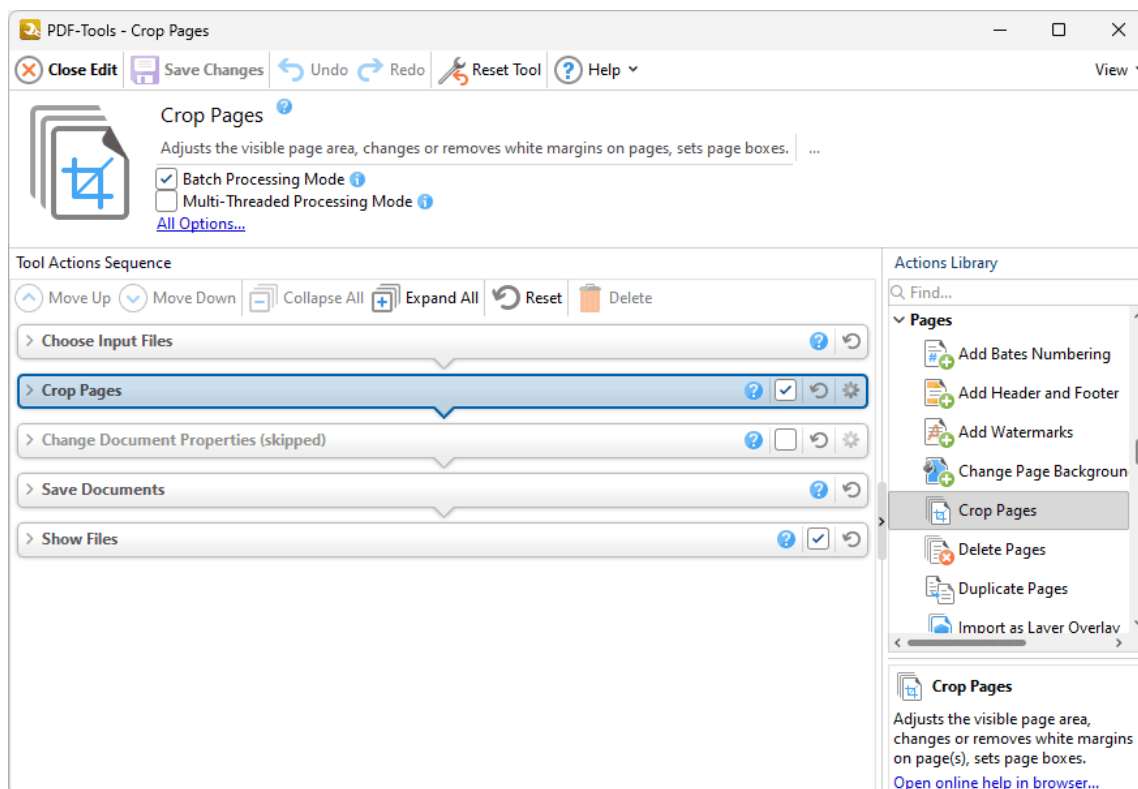 PDF-Tools - Crop Pages
Close Edit Save Changes Undo Redo Reset Tool ? Help View
Crop Pages ?
Adjusts the visible page area, changes or removes white margins on pages, sets page boxes. ...
Batch Processing Mode i
Multi-Threaded Processing Mode i
All Options...
Tool Actions Sequence
Move Up Move Down Collapse All Expand All Reset Delete
Choose Input Files ?
Crop Pages ?
Change Document Properties (skipped) ?
Save Documents ?
Show Files ?
Actions Library
Find...
Pages
# Add Bates Numbering
Add Header and Footer
A Add Watermarks
Change Page Backgroun
Crop Pages
Delete Pages
Duplicate Pages
Import as Layer Overlay
Crop Pages
Adjusts the visible page area,
changes or removes white margins
on page(s), sets page boxes.
Open online help in browser...